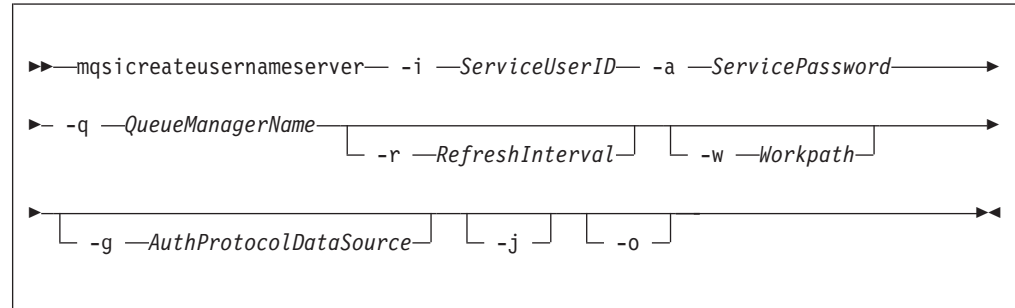 mqsicreateusernameserver -i ServiceUserID -a ServicePassword
-q QueueManagerName
-r RefreshInterval -w Workpath
-g AuthProtocolDataSource -j -o